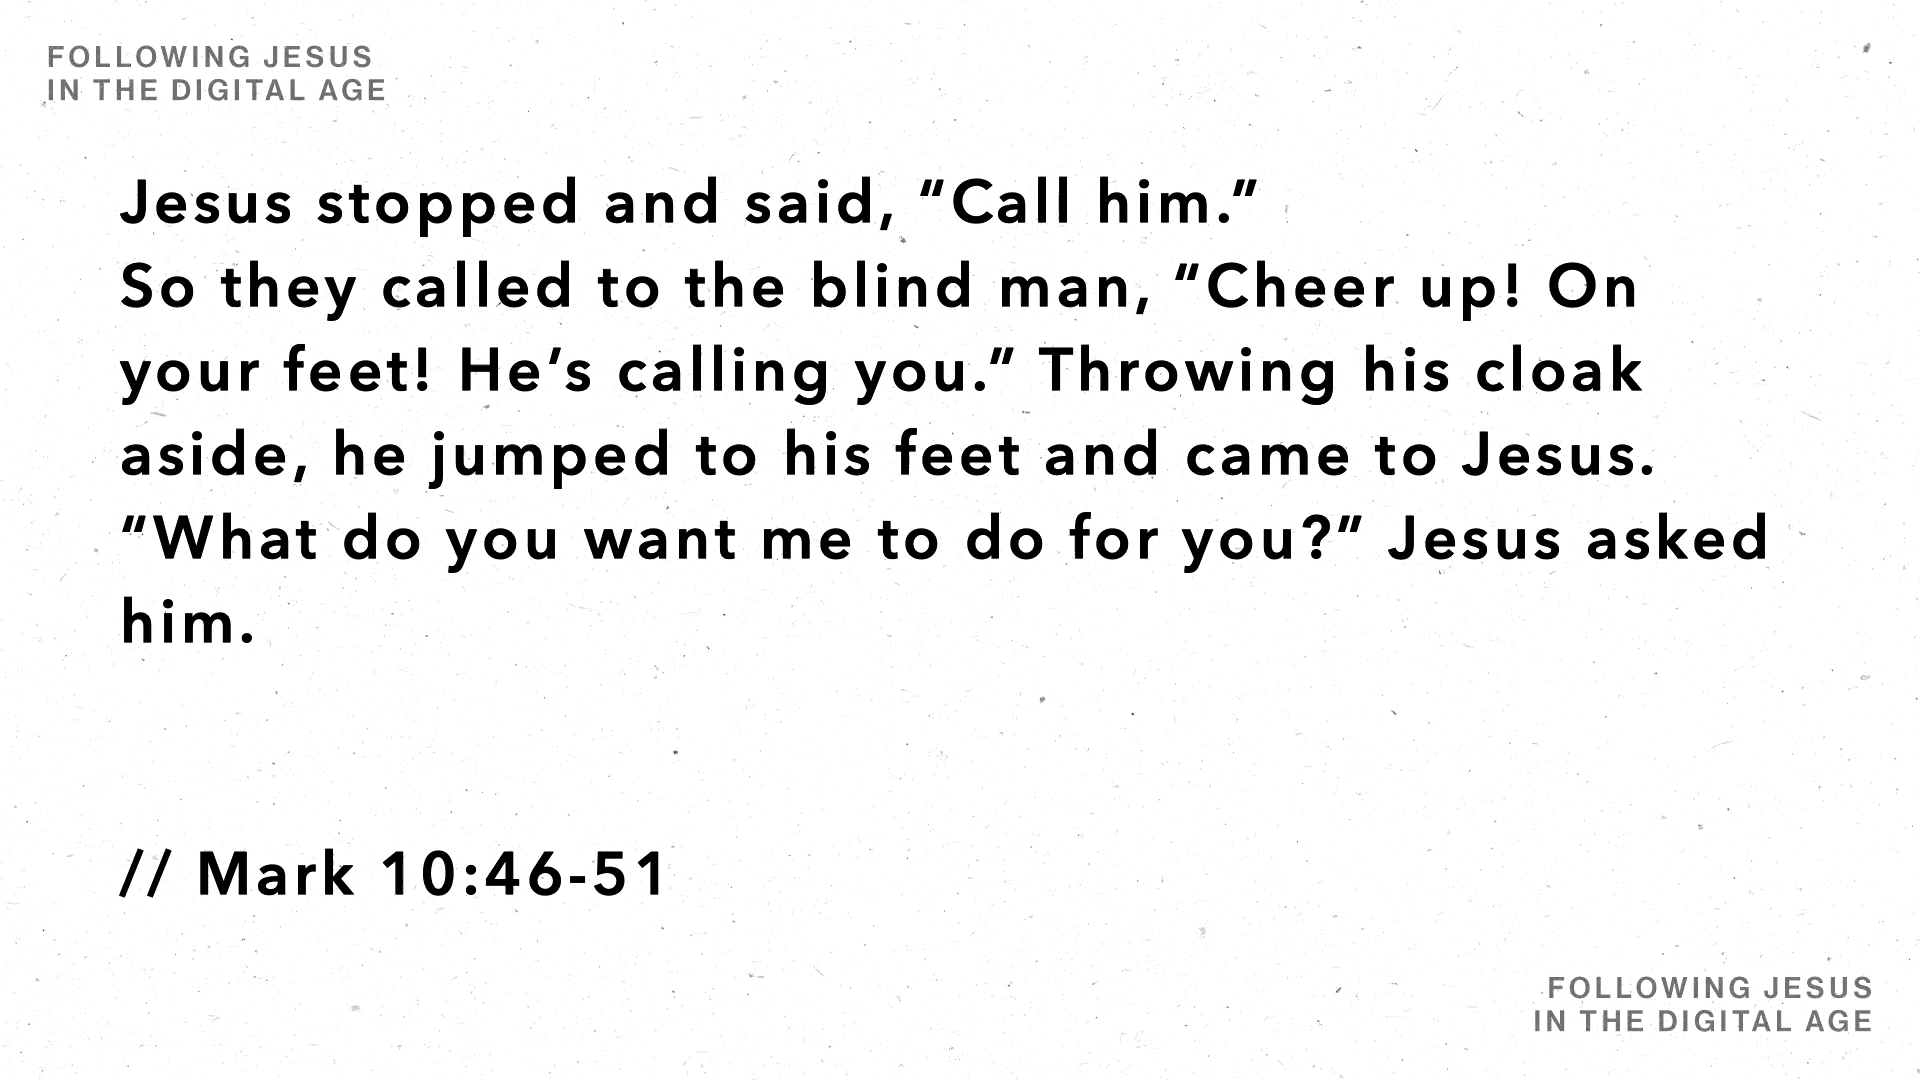 FOLLOWING JESUS
IN THE DIGITAL AGE
Jesus stopped and said, “Call him.”
So they called to the blind man, “Cheer up! On
your feet! He’s calling you.” Throwing his cloak
aside, he jumped to his feet and came to Jesus.
“What do you want me to do for you?” Jesus asked
him.
// Mark 10:46-51
FOLLOWING JESUS
IN THE DIGITAL AGE